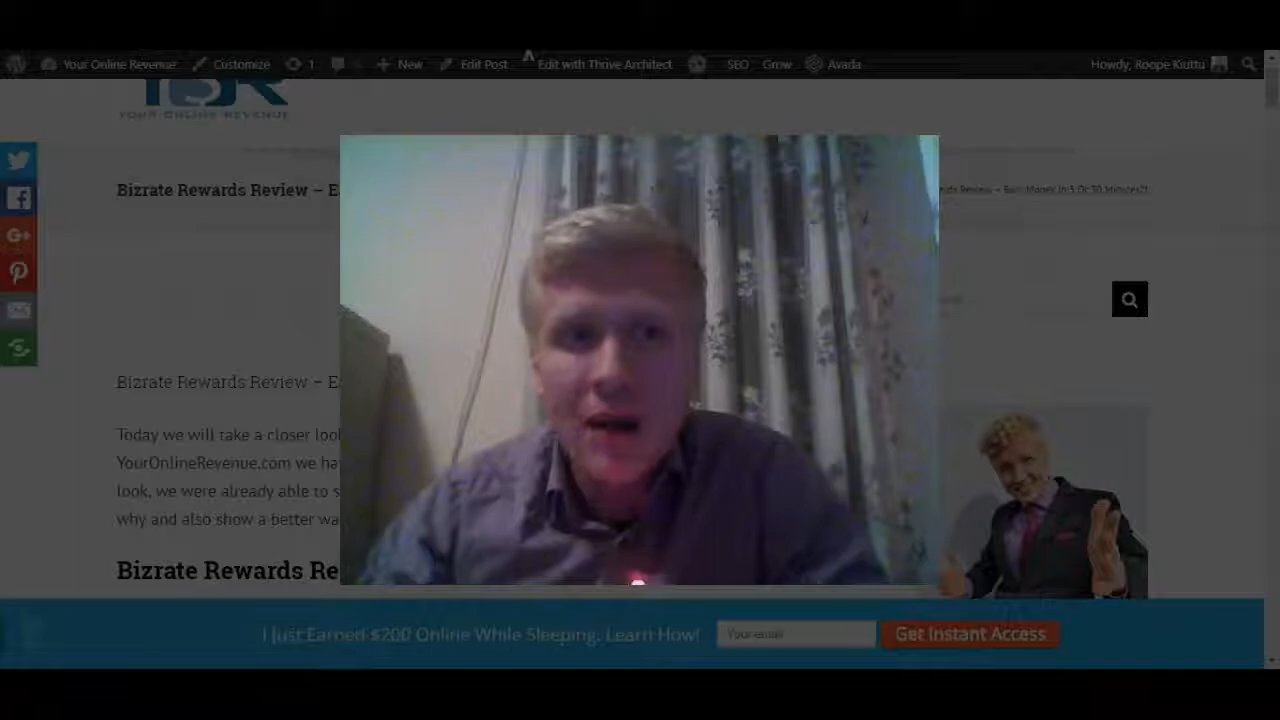 Your Online Revenue Customize 1 New Edit Post Edit with Thrive Architect SEO Grow Avada Howdy, Roope Kiuttu
YOUR ONLINE REVENUE
Bizrate Rewards Review – E
Bizrate Rewards Review – E
Today we will take a closer loo
YourOnlineRevenue.com we ha
look, we were already able to s
why and also show a better wa
Bizrate Rewards Re
I Just Earned $200 Online While Sleeping. Learn How! Your email Get Instant Access